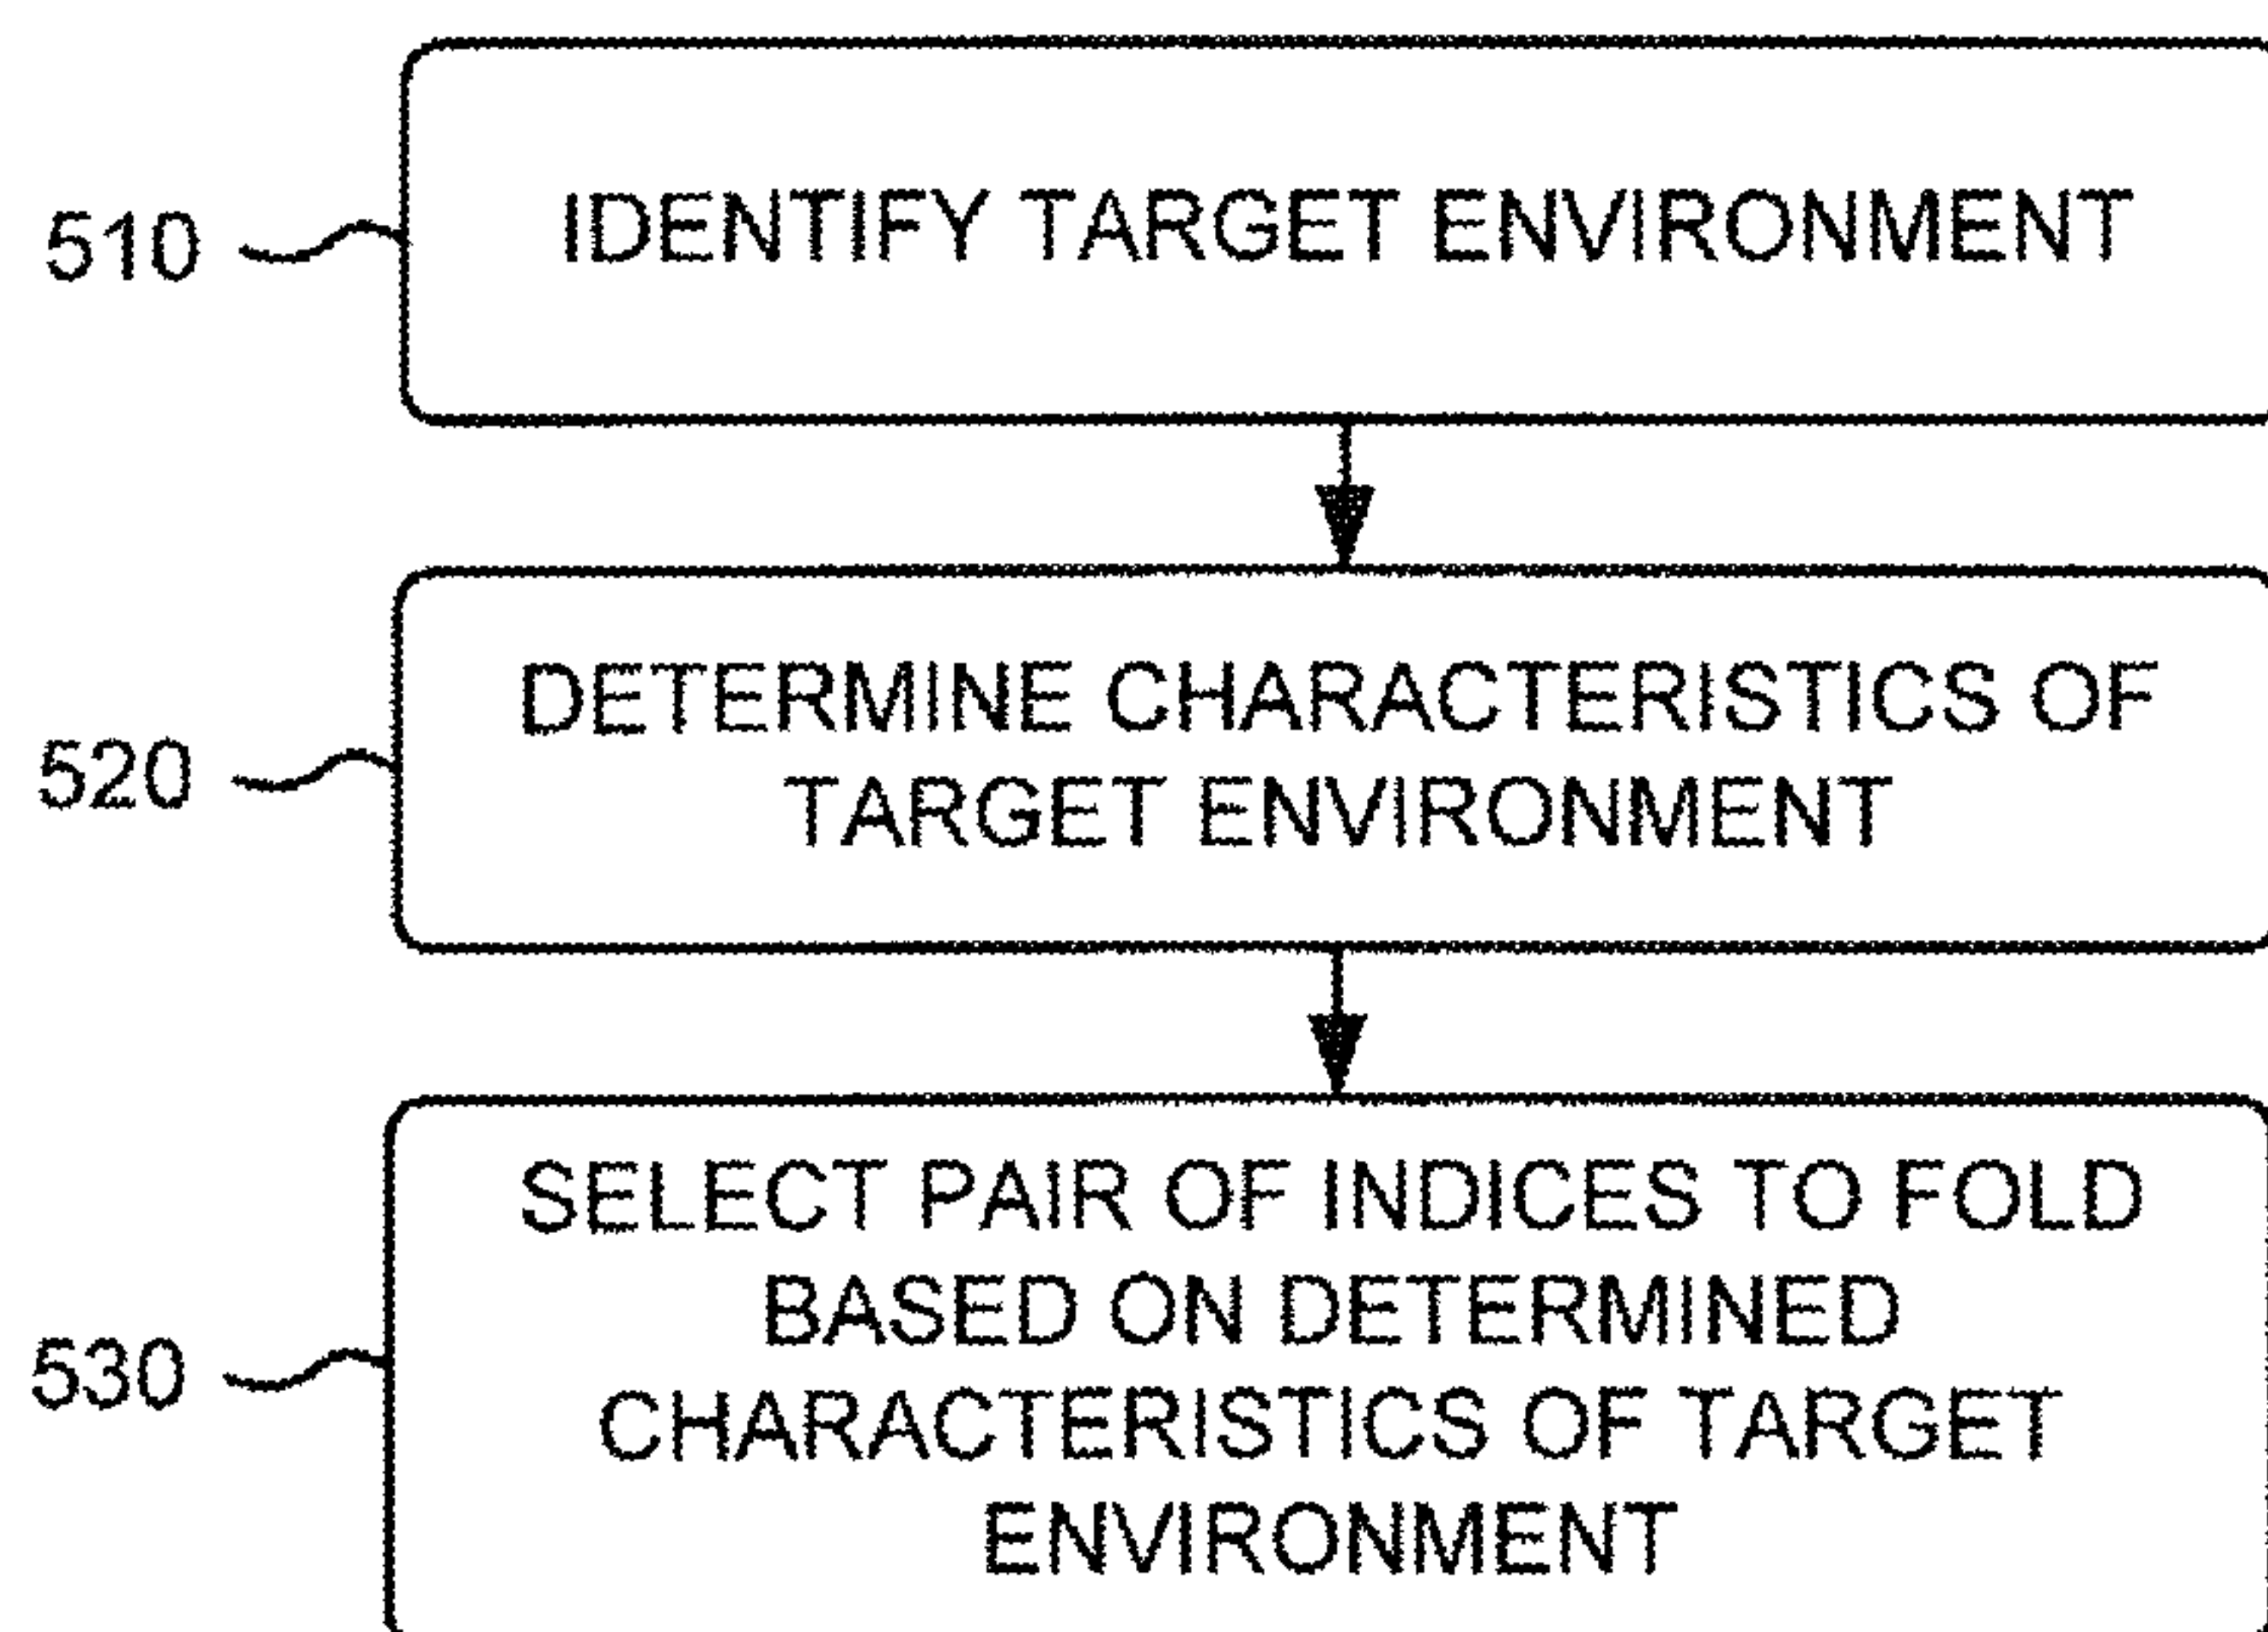 510
IDENTIFY TARGET ENVIRONMENT
520
DETERMINE CHARACTERISTICS OF
TARGET ENVIRONMENT
530
SELECT PAIR OF INDICES TO FOLD
BASED ON DETERMINED
CHARACTERISTICS OF TARGET
ENVIRONMENT